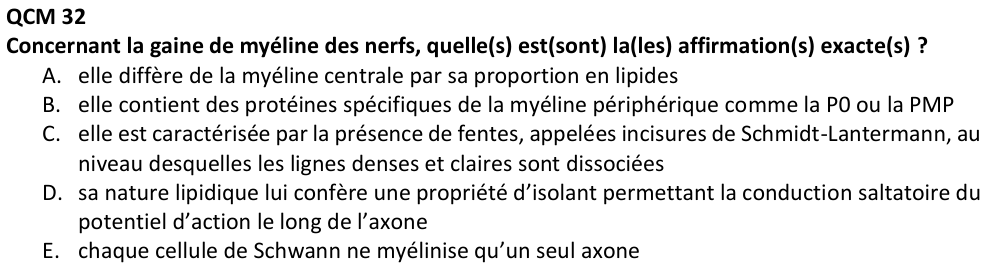 QCM 32
Concernant la gaine de myéline des nerfs, quelle(s) est(sont) la(les) affirmation(s) exacte(s) ?
A. elle diffère de la myéline centrale par sa proportion en lipides
B. elle contient des protéines spécifiques de la myéline périphérique comme la P0 ou la PMP
C. elle est caractérisée par la présence de fentes, appelées incisures de Schmidt-Lantermann, au
niveau desquelles les lignes denses et claires sont dissociées
D. sa nature lipidique lui confère une propriété d'isolant permettant la conduction saltatoire du
potentiel d'action le long de l'axone
E. chaque cellule de Schwann ne myélinise qu'un seul axone